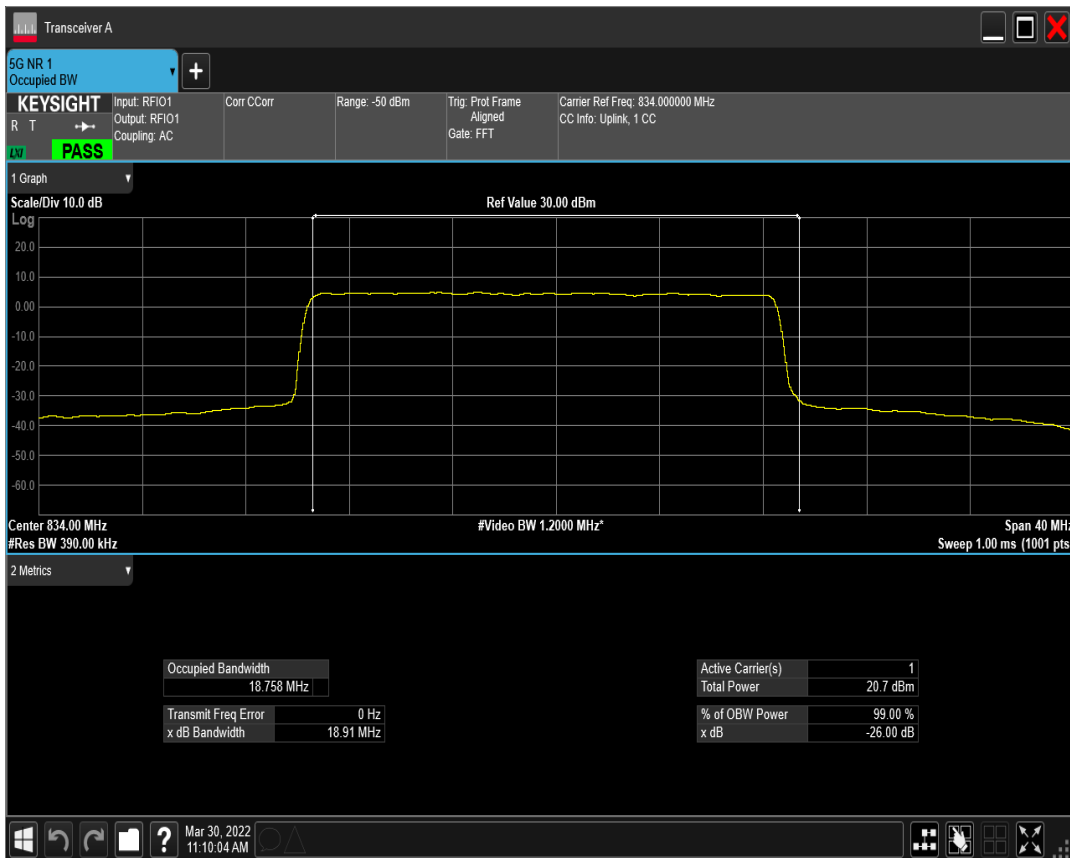 Transceiver A
5G NR 1
Occupied BW
KEYSIGHT
R T
LXI
PASS
Input: RFIO1
Output: RFIO1
Coupling: AC
Corr CCorr
Range: -50 dBm
Trig: Prot Frame
Aligned
Gate: FFT
Carrier Ref Freq: 834.000000 MHz
CC Info: Uplink, 1 CC
1 Graph
Scale/Div 10.0 dB
Ref Value 30.00 dBm
Log
20.0
10.0
0.00
-10.0
-20.0
-30.0
-40.0
-50.0
-60.0
Center 834.00 MHz
#Video BW 1.2000 MHz*
Span 40 MHz
#Res BW 390.00 kHz
Sweep 1.00 ms (1001 pts
2 Metrics
Occupied Bandwidth
18.758 MHz
Transmit Freq Error 0 Hz
x dB Bandwidth 18.91 MHz
Active Carrier(s) 1
Total Power 20.7 dBm
% of OBW Power 99.00 %
x dB -26.00 dB
?
Mar 30, 2022
11:10:04 AM